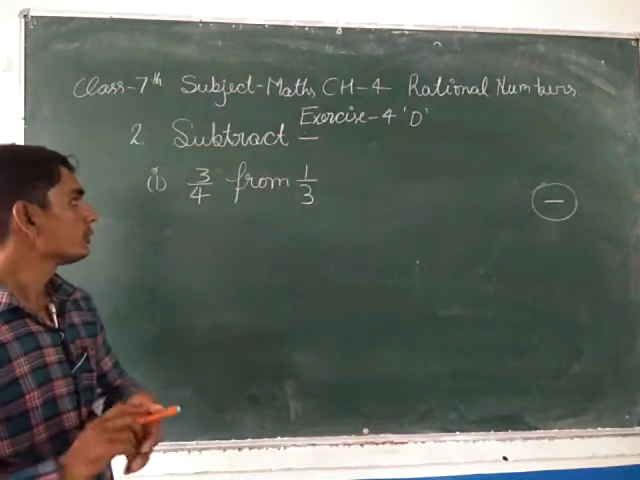 Class-7th Subject-Maths CH-4 Rational Numbers.
Exercise-4 'D'
2. Subtract :-
(i) 3/4 from 1/3
−